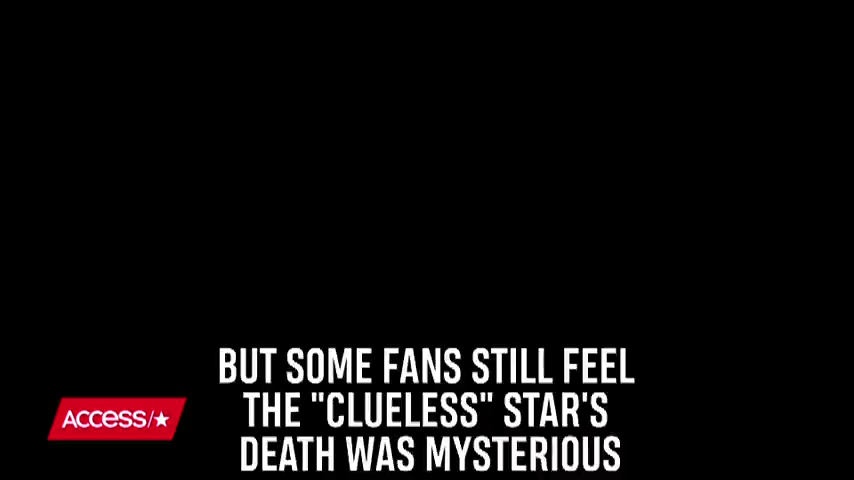 BUT SOME FANS STILL FEEL
THE "CLUELESS" STAR'S
DEATH WAS MYSTERIOUS
ACCESS/★